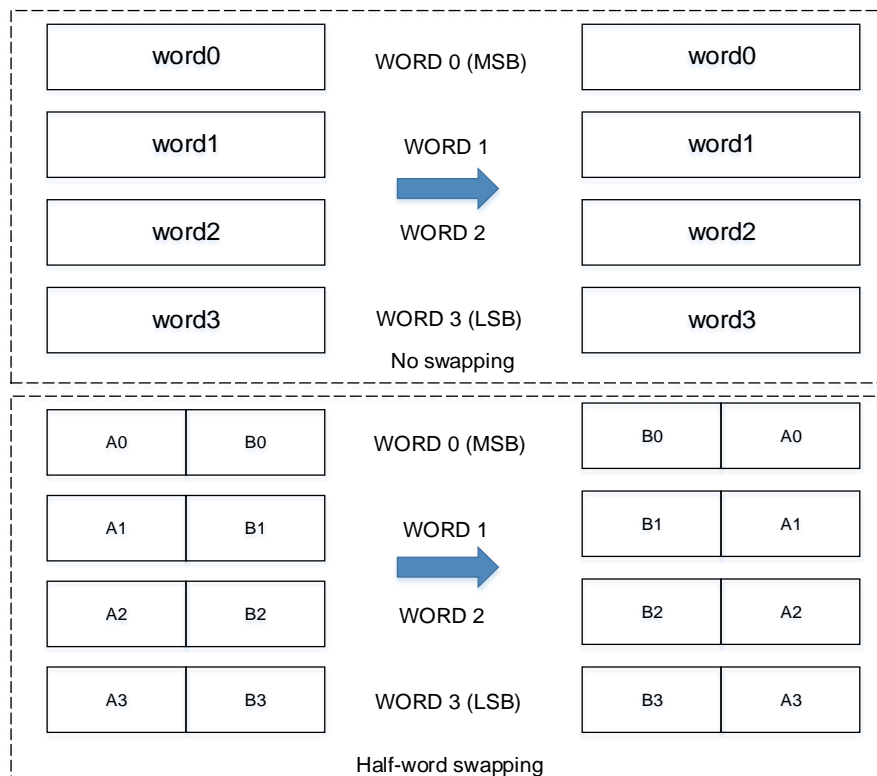 word0 WORD 0 (MSB) word0
word1 WORD 1 word1
word2 WORD 2 word2
word3 WORD 3 (LSB) word3
No swapping
A0 B0 WORD 0 (MSB) B0 A0
A1 B1 WORD 1 B1 A1
A2 B2 WORD 2 B2 A2
A3 B3 WORD 3 (LSB) B3 A3
Half-word swapping